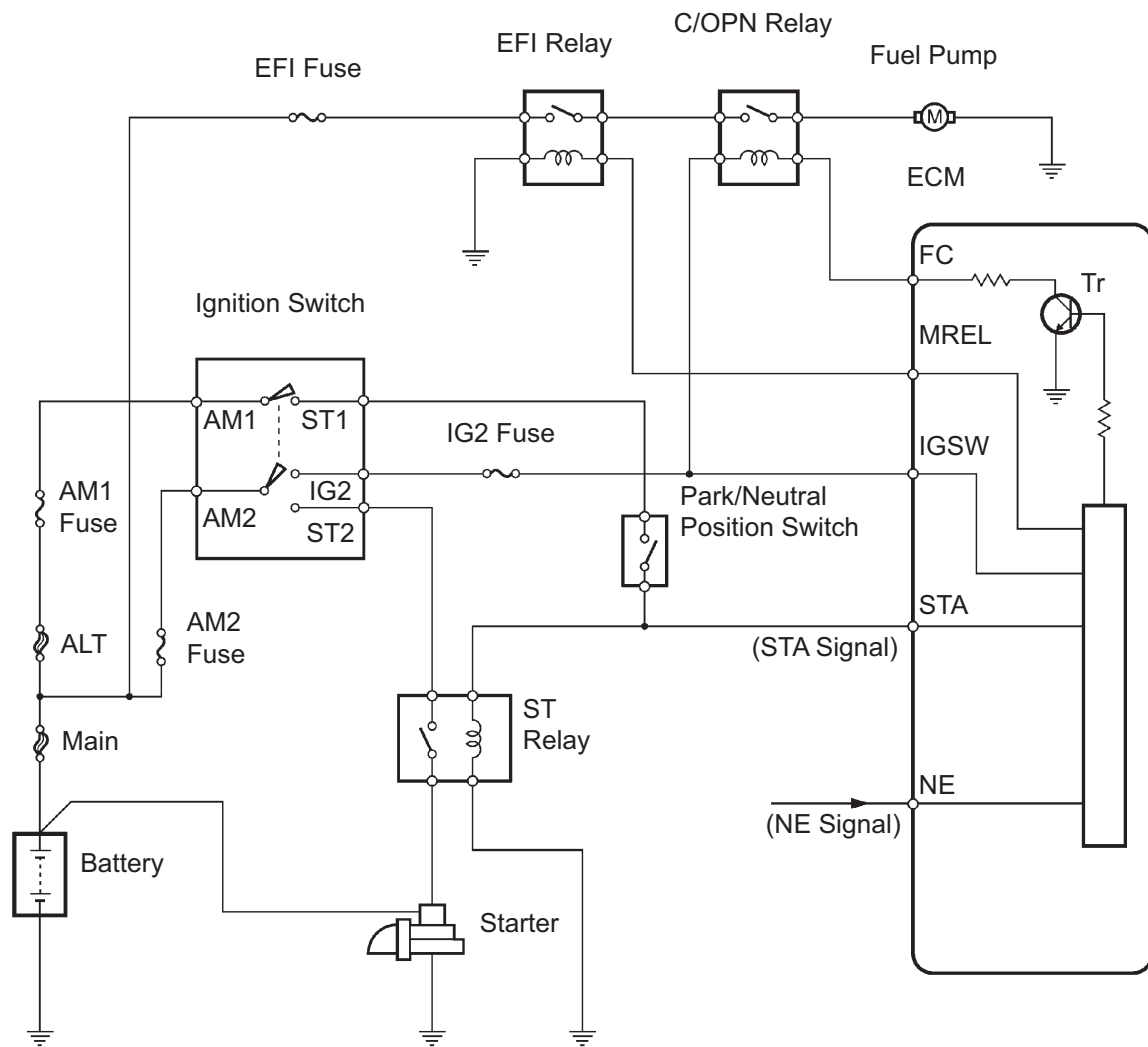 C/OPN Relay
EFI Relay
Fuel Pump
EFI Fuse
M
ECM
FC
Tr
Ignition Switch
MREL
AM1
ST1
IG2 Fuse
IGSW
AM1
Fuse
AM2
IG2
ST2
Park/Neutral
Position Switch
AM2
Fuse
STA
ALT
(STA Signal)
ST
Relay
Main
NE
(NE Signal)
Battery
Starter